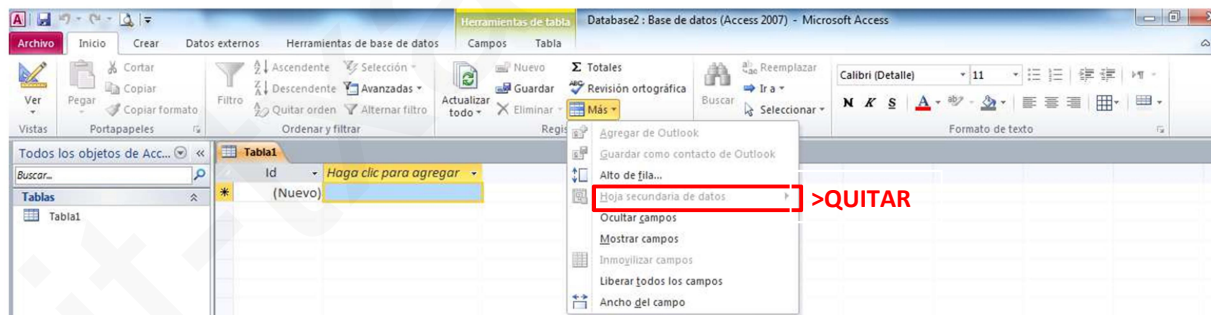 Herramientas de tabla Database2 : Base de datos (Access 2007) - Microsoft Access
Archivo Inicio Crear Datos externos Herramientas de base de datos Campos Tabla
Ver
Vistas
Pegar
Cortar
Copiar
Copiar formato
Portapapeles
Filtro
Ascendente
Descendente
Quitar orden
Selección
Avanzadas
Alternar filtro
Ordenar y filtrar
Actualizar todo
Nuevo
Guardar
Eliminar
Σ Totales
Revisión ortográfica
Más
Regis
Buscar
Reemplazar
Ir a
Seleccionar
Calibri (Detalle) 11
N K S A
Formato de texto
Todos los objetos de Acc...
Buscar...
Tablas
Tabla1
Tabla1
Id Haga clic para agregar
(Nuevo)
Agregar de Outlook
Guardar como contacto de Outlook
Alto de fila...
Hoja secundaria de datos >QUITAR
Ocultar campos
Mostrar campos
Inmovilizar campos
Liberar todos los campos
Ancho del campo